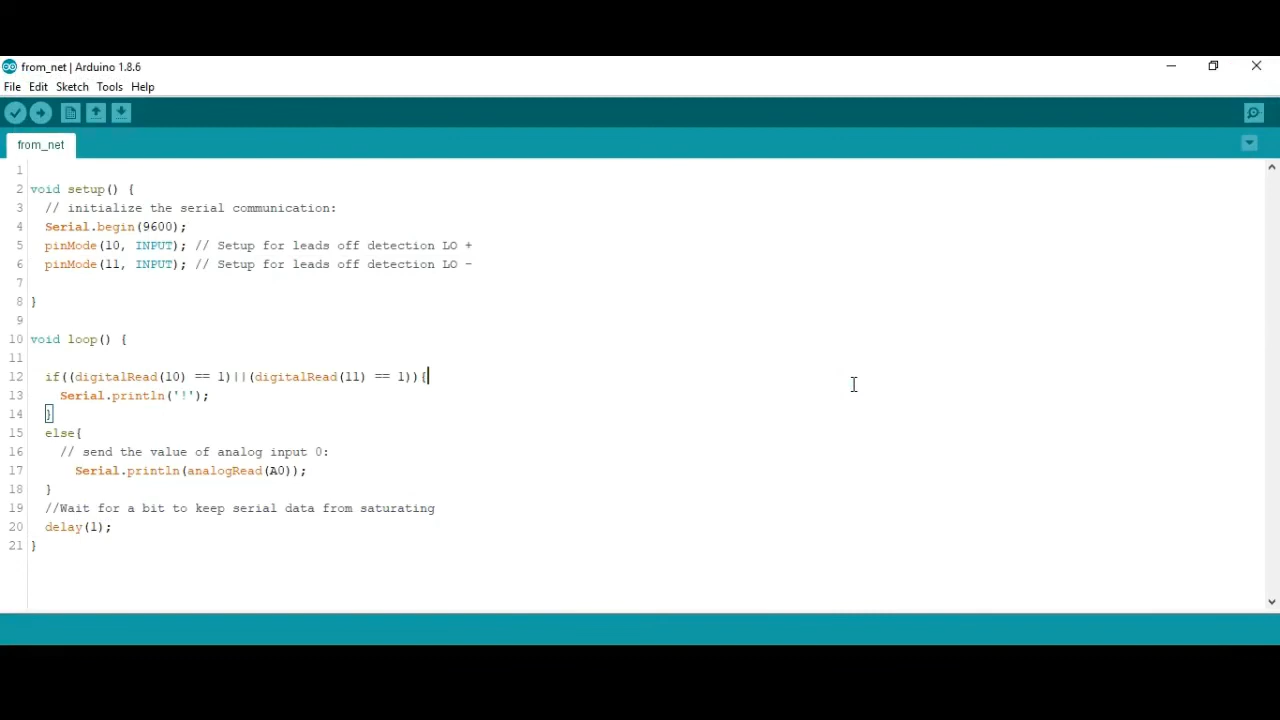 from_net | Arduino 1.8.6
File Edit Sketch Tools Help
from_net
1
2 void setup() {
3 // initialize the serial communication:
4 Serial.begin(9600);
5 pinMode(10, INPUT); // Setup for leads off detection LO +
6 pinMode(11, INPUT); // Setup for leads off detection LO -
7
8 }
9
10 void loop() {
11
12 if((digitalRead(10) == 1)||(digitalRead(11) == 1)){
13 Serial.println('!');
14 }
15 else{
16 // send the value of analog input 0:
17 Serial.println(analogRead(A0));
18 }
19 //Wait for a bit to keep serial data from saturating
20 delay(1);
21 }